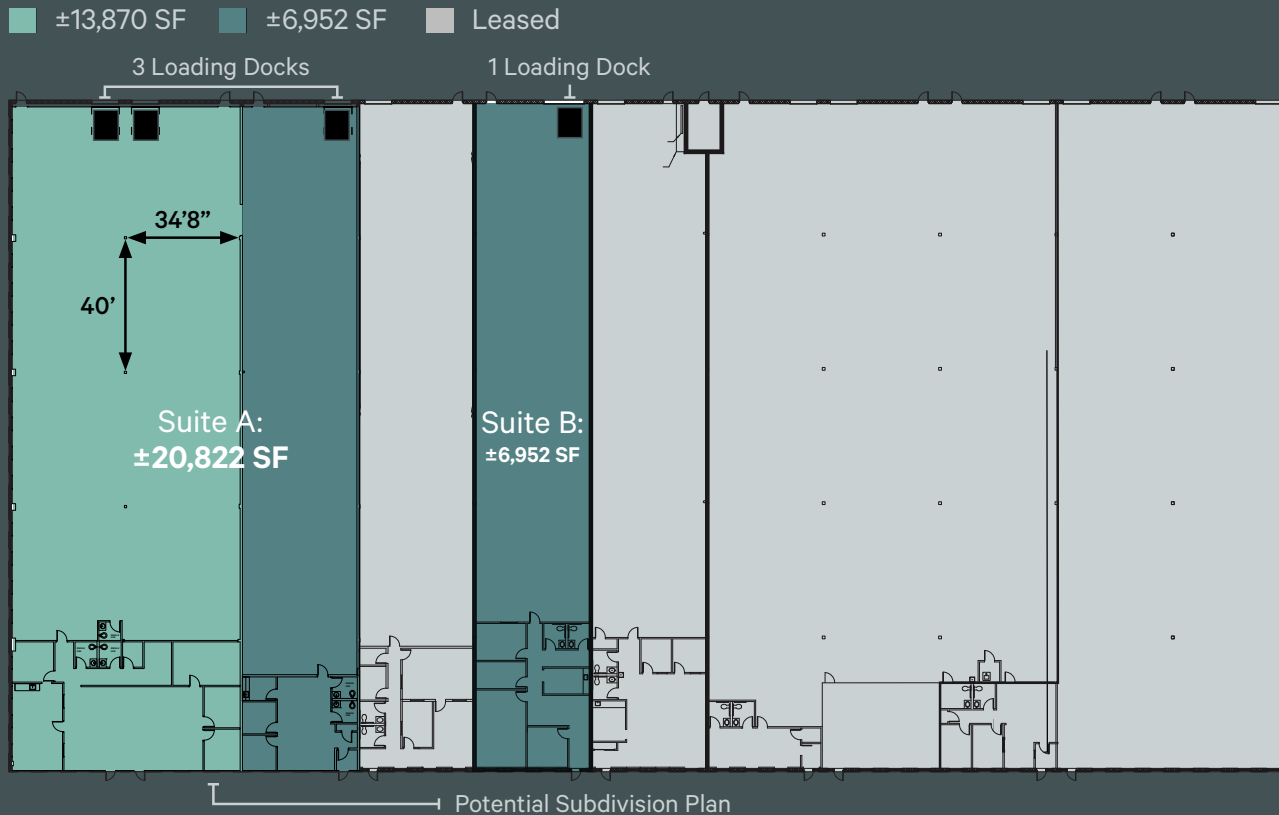 ±13,870 SF
±6,952 SF
Leased
3 Loading Docks
1 Loading Dock
34’8”
40’
Suite A:
±20,822 SF
Suite B:
±6,952 SF
Potential Subdivision Plan